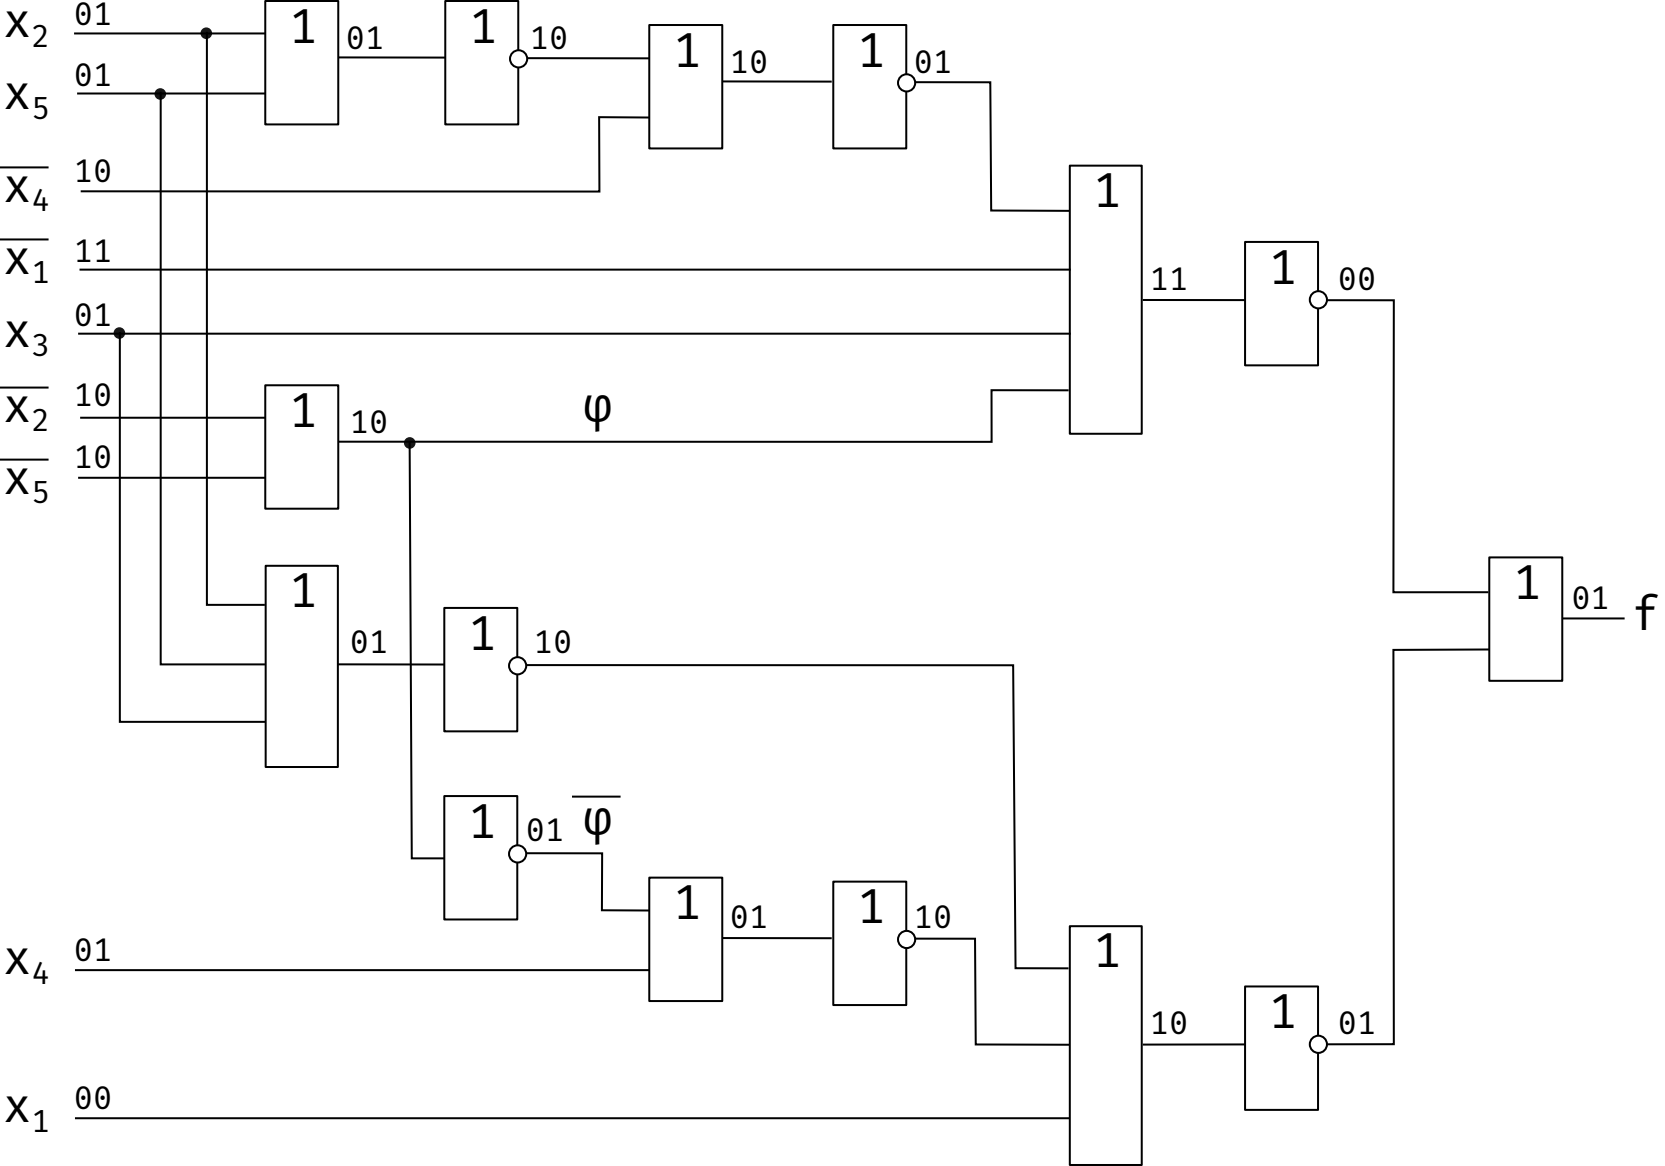 x2 01 1 01 1 10 1 10 1 01
x5 01
x̅4̅ 10
x̅1̅ 11 1 11 1 00
x3 01
x̅2̅ 10 1 10 φ
x̅5̅ 10
1 01 1 10 1 01 f
1 01 φ̅
1 01 1 10
x4 01 1 10 1 01
x1 00